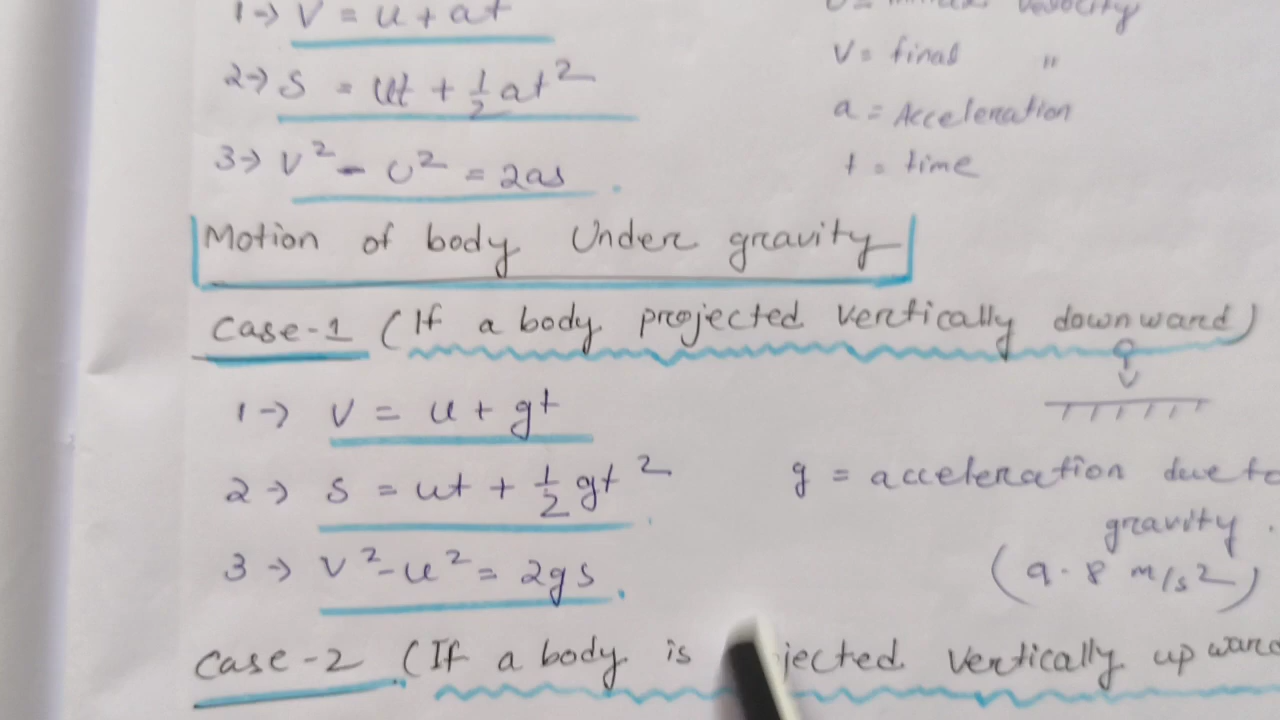 1→ V = u + at
velocity
2→ S = ut + 1/2 at²
V = final "
a = Acceleration
3→ V² - U² = 2as
t = time
Motion of body Under gravity
Case-1 (If a body projected vertically downward)
1→ V = u + gt
2→ S = ut + 1/2 gt²
g = acceleration due to
gravity.
3→ V² - u² = 2gs.
(9.8 m/s²)
Case-2 (If a body is jected vertically upward